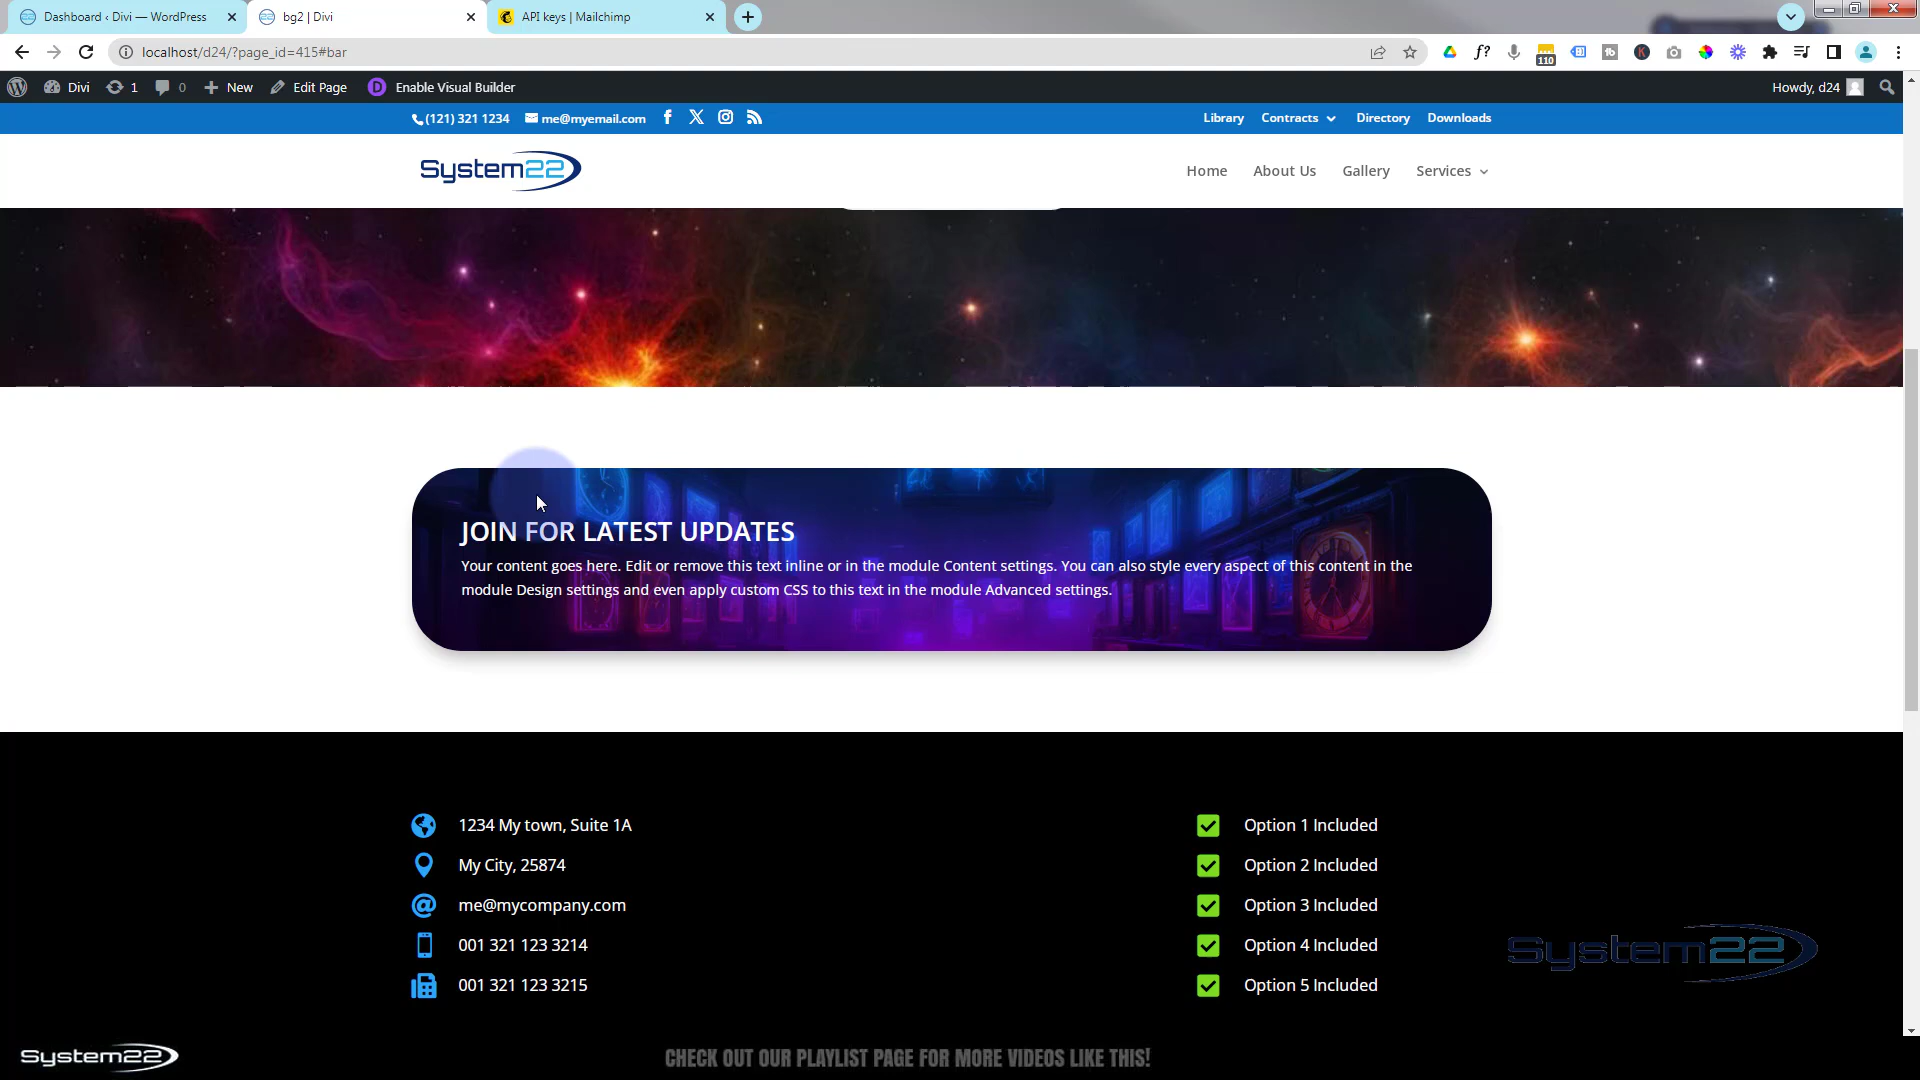 Dashboard ‹ Divi — WordPress
bg2 | Divi
API keys | Mailchimp
localhost/d24/?page_id=415#bar
f?
110
Divi
1
0
New
Edit Page
D
Enable Visual Builder
Howdy, d24
(121) 321 1234
me@myemail.com
Library
Contracts
Directory
Downloads
System22
Home
About Us
Gallery
Services
JOIN FOR LATEST UPDATES
Your content goes here. Edit or remove this text inline or in the module Content settings. You can also style every aspect of this content in the
module Design settings and even apply custom CSS to this text in the module Advanced settings.
1234 My town, Suite 1A
Option 1 Included
My City, 25874
Option 2 Included
me@mycompany.com
Option 3 Included
001 321 123 3214
Option 4 Included
System22
001 321 123 3215
Option 5 Included
System22
CHECK OUT OUR PLAYLIST PAGE FOR MORE VIDEOS LIKE THIS!